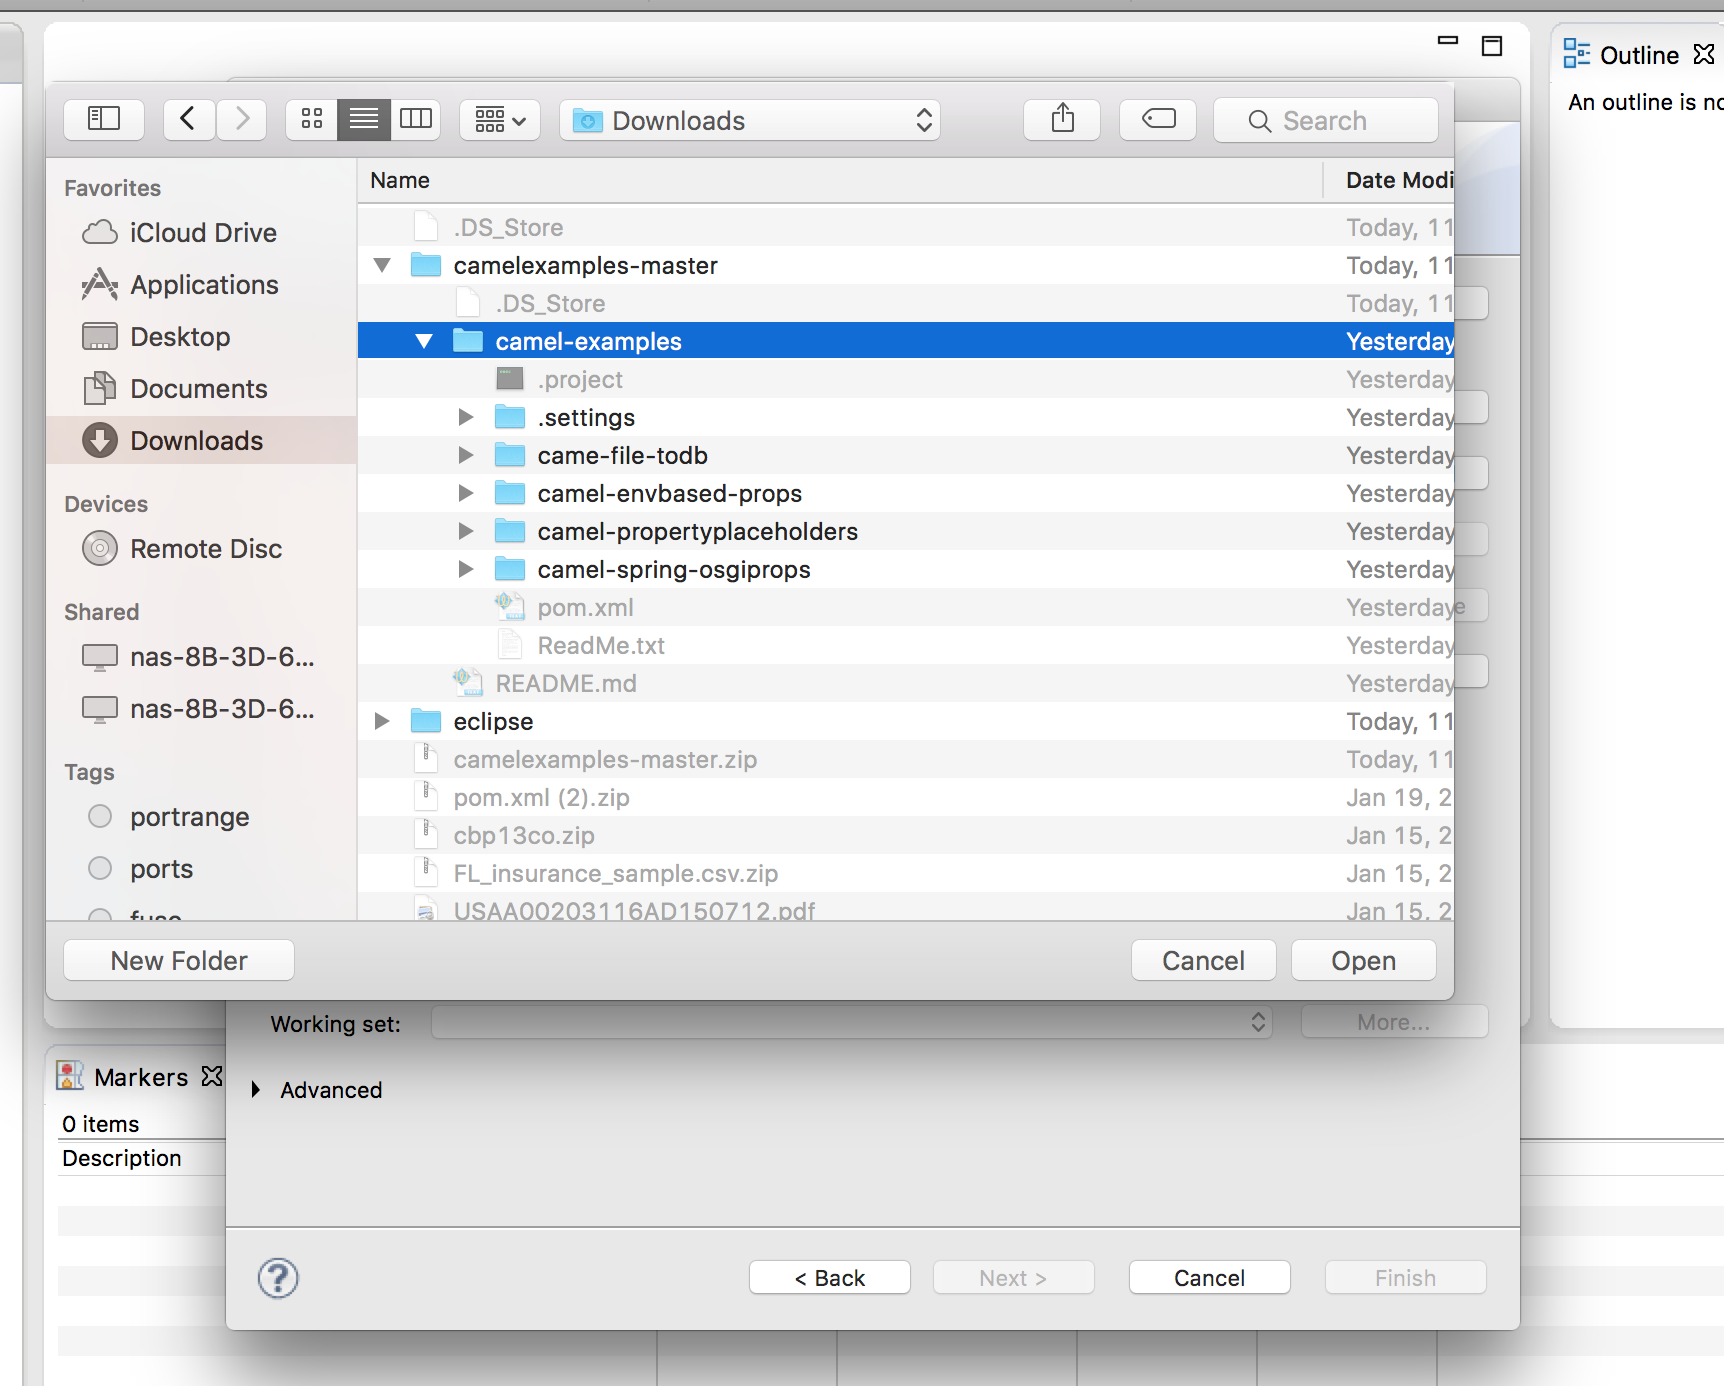 Outline
An outline is no
Downloads
Search
Favorites
iCloud Drive
Applications
Desktop
Documents
Downloads
Devices
Remote Disc
Shared
nas-8B-3D-6...
nas-8B-3D-6...
Tags
portrange
ports
fuse
Name Date Modi
.DS_Store Today, 11
camelexamples-master Today, 11
.DS_Store Today, 11
camel-examples Yesterday
.project Yesterday
.settings Yesterday
came-file-todb Yesterday
camel-envbased-props Yesterday
camel-propertyplaceholders Yesterday
camel-spring-osgiprops Yesterday
pom.xml Yesterday e
ReadMe.txt Yesterday
README.md Yesterday
eclipse Today, 11
camelexamples-master.zip Today, 11
pom.xml (2).zip Jan 19, 2
cbp13co.zip Jan 15, 2
FL_insurance_sample.csv.zip Jan 15, 2
USAA00203116AD150712.pdf Jan 15, 2
New Folder Cancel Open
Working set: More...
Advanced
Markers
0 items
Description
? < Back Next > Cancel Finish